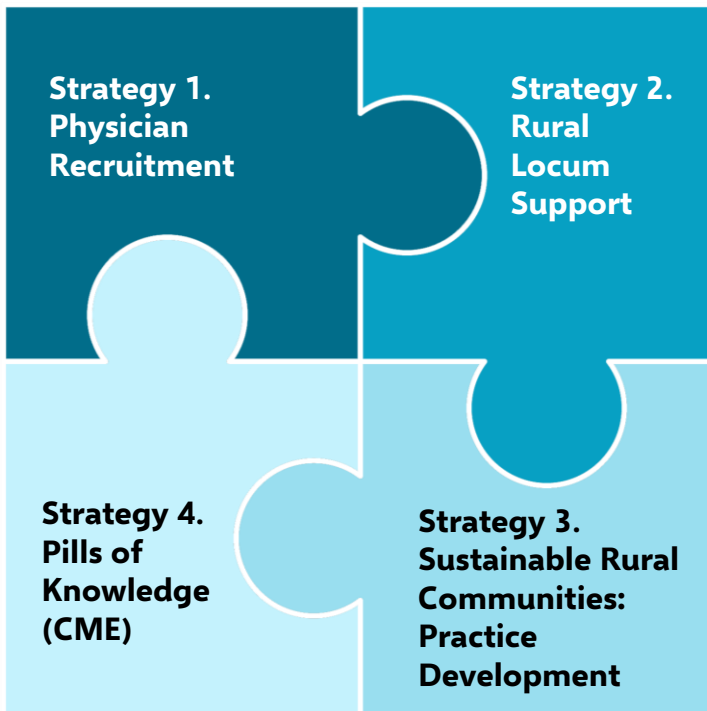 Strategy 1.
Physician
Recruitment
Strategy 2.
Rural
Locum
Support
Strategy 4.
Pills of
Knowledge
(CME)
Strategy 3.
Sustainable Rural
Communities:
Practice
Development